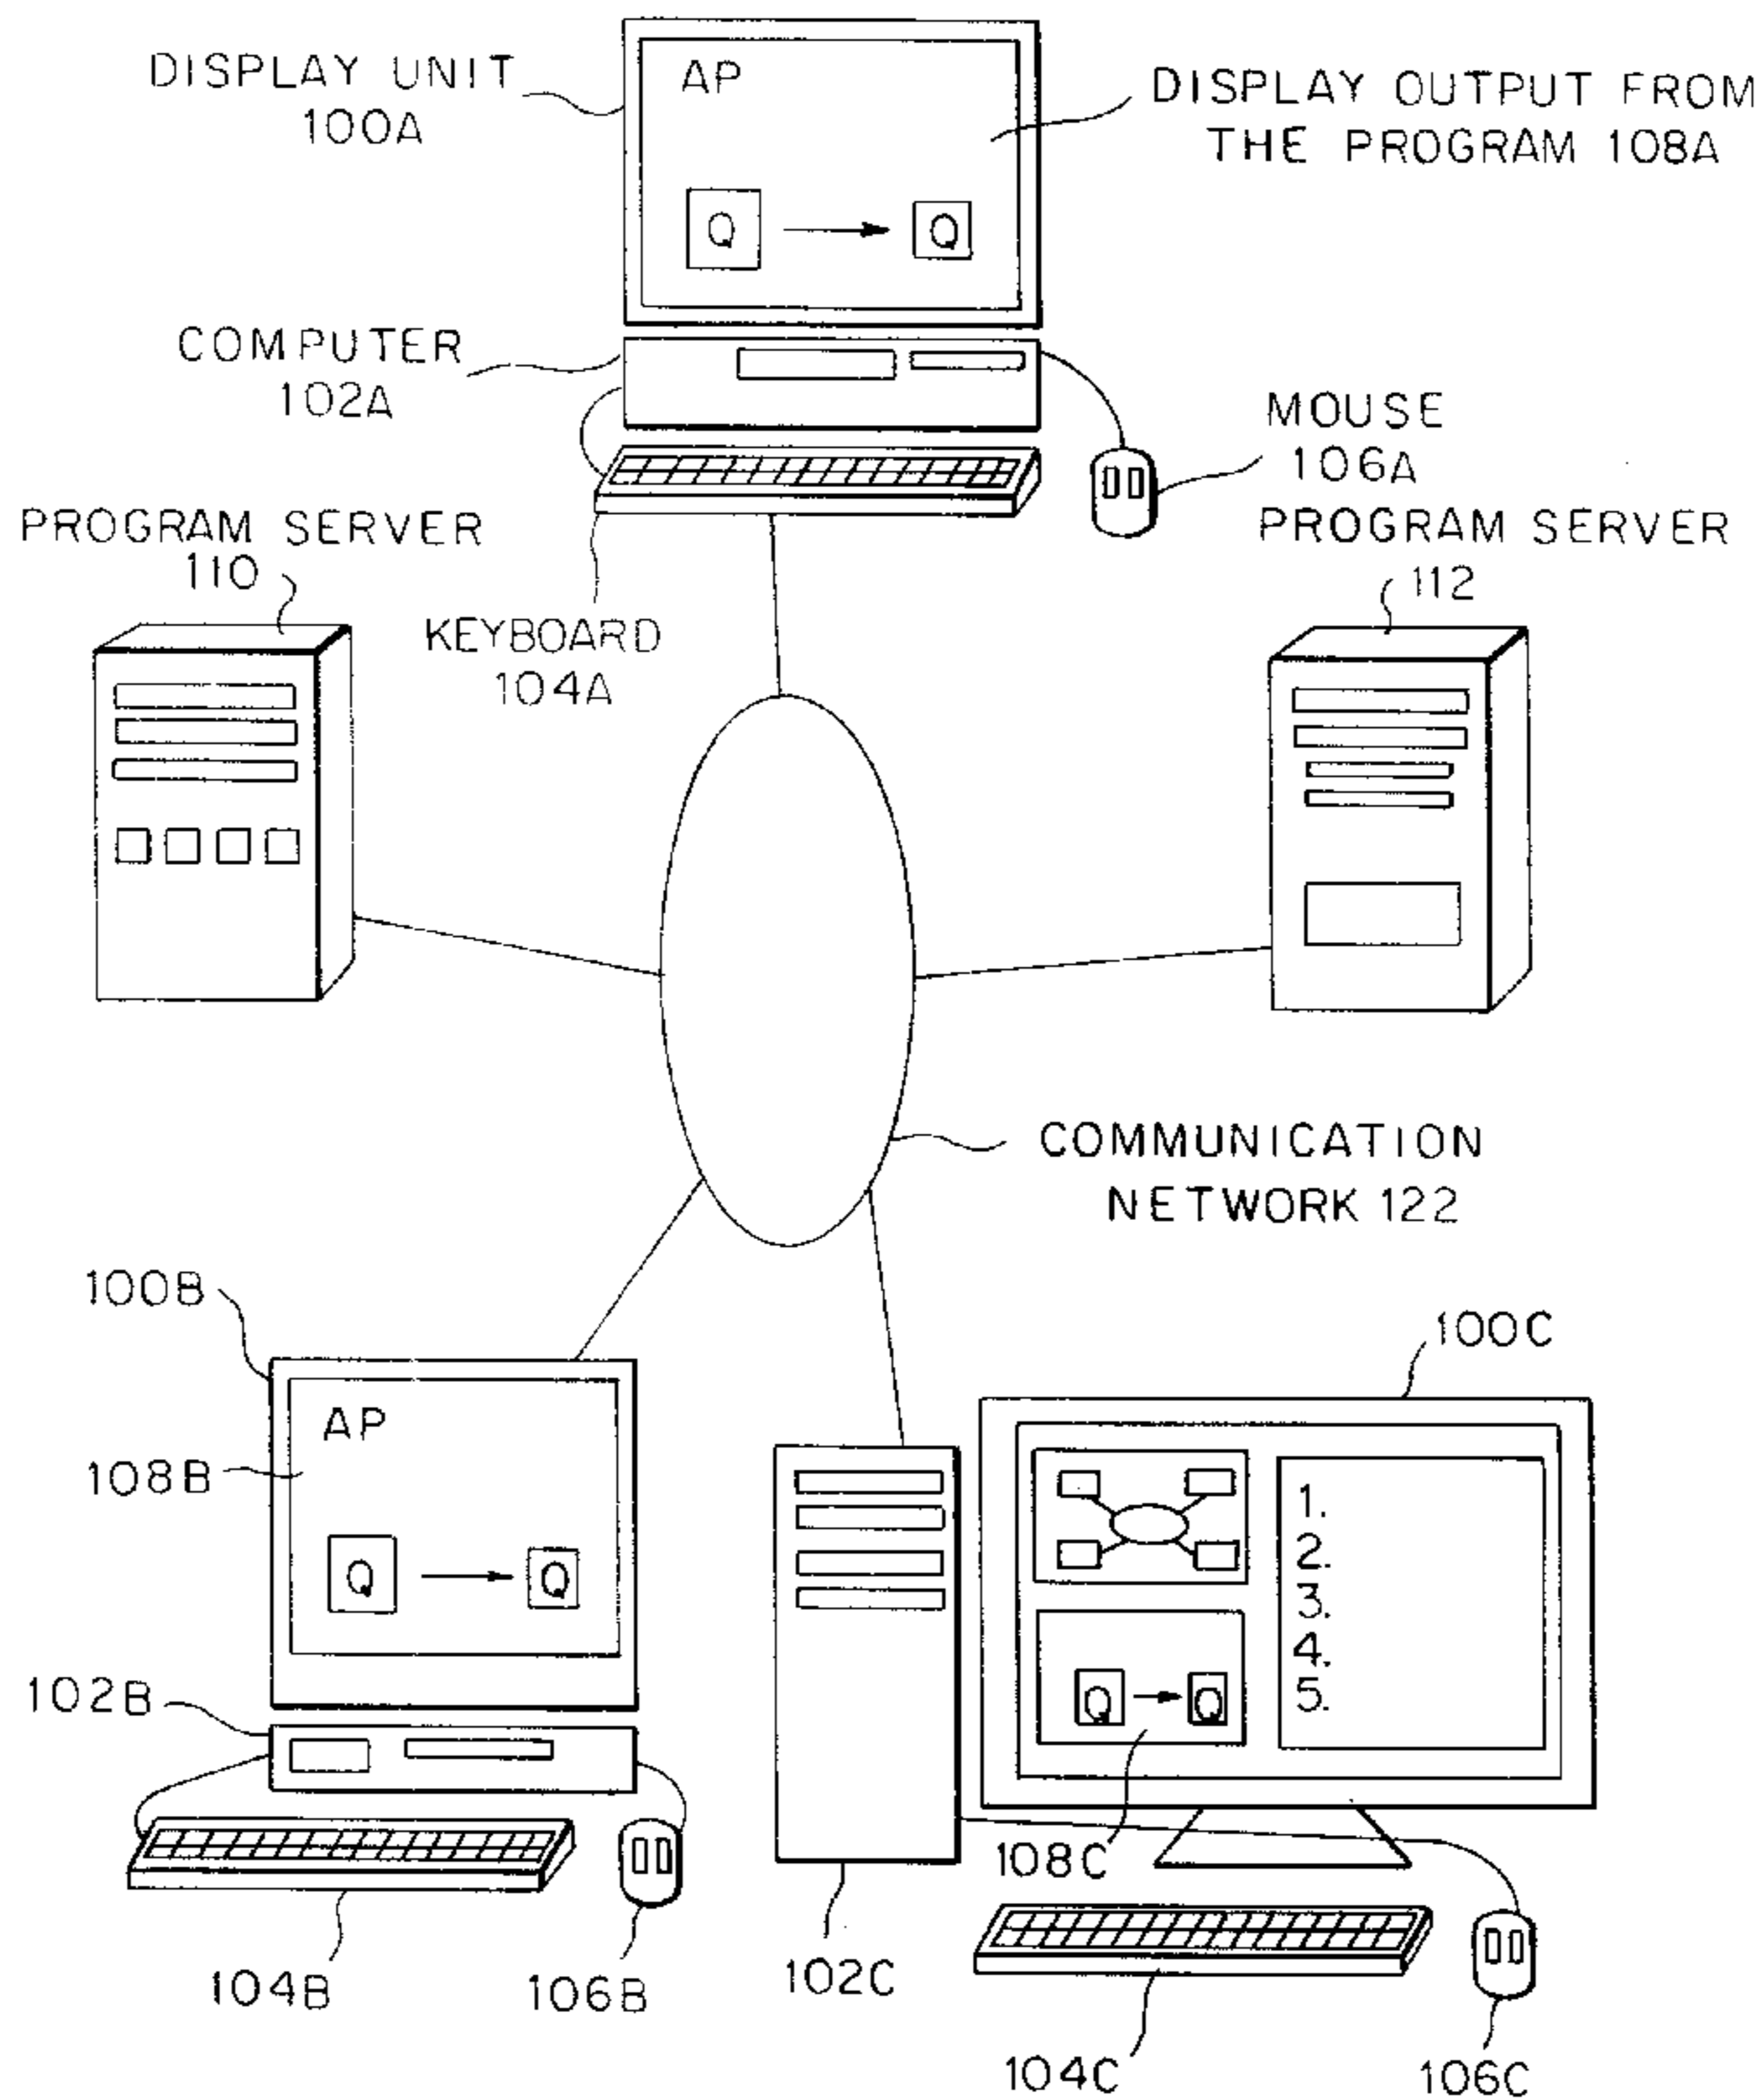 DISPLAY UNIT
100A
AP
DISPLAY OUTPUT FROM
THE PROGRAM 108A
Q
Q
COMPUTER
102A
MOUSE
106A
PROGRAM SERVER
110
PROGRAM SERVER
112
KEYBOARD
104A
COMMUNICATION
NETWORK 122
100B
AP
108B
Q
Q
102B
104B
106B
100C
1.
2.
3.
4.
5.
Q
Q
108C
102C
104C
106C